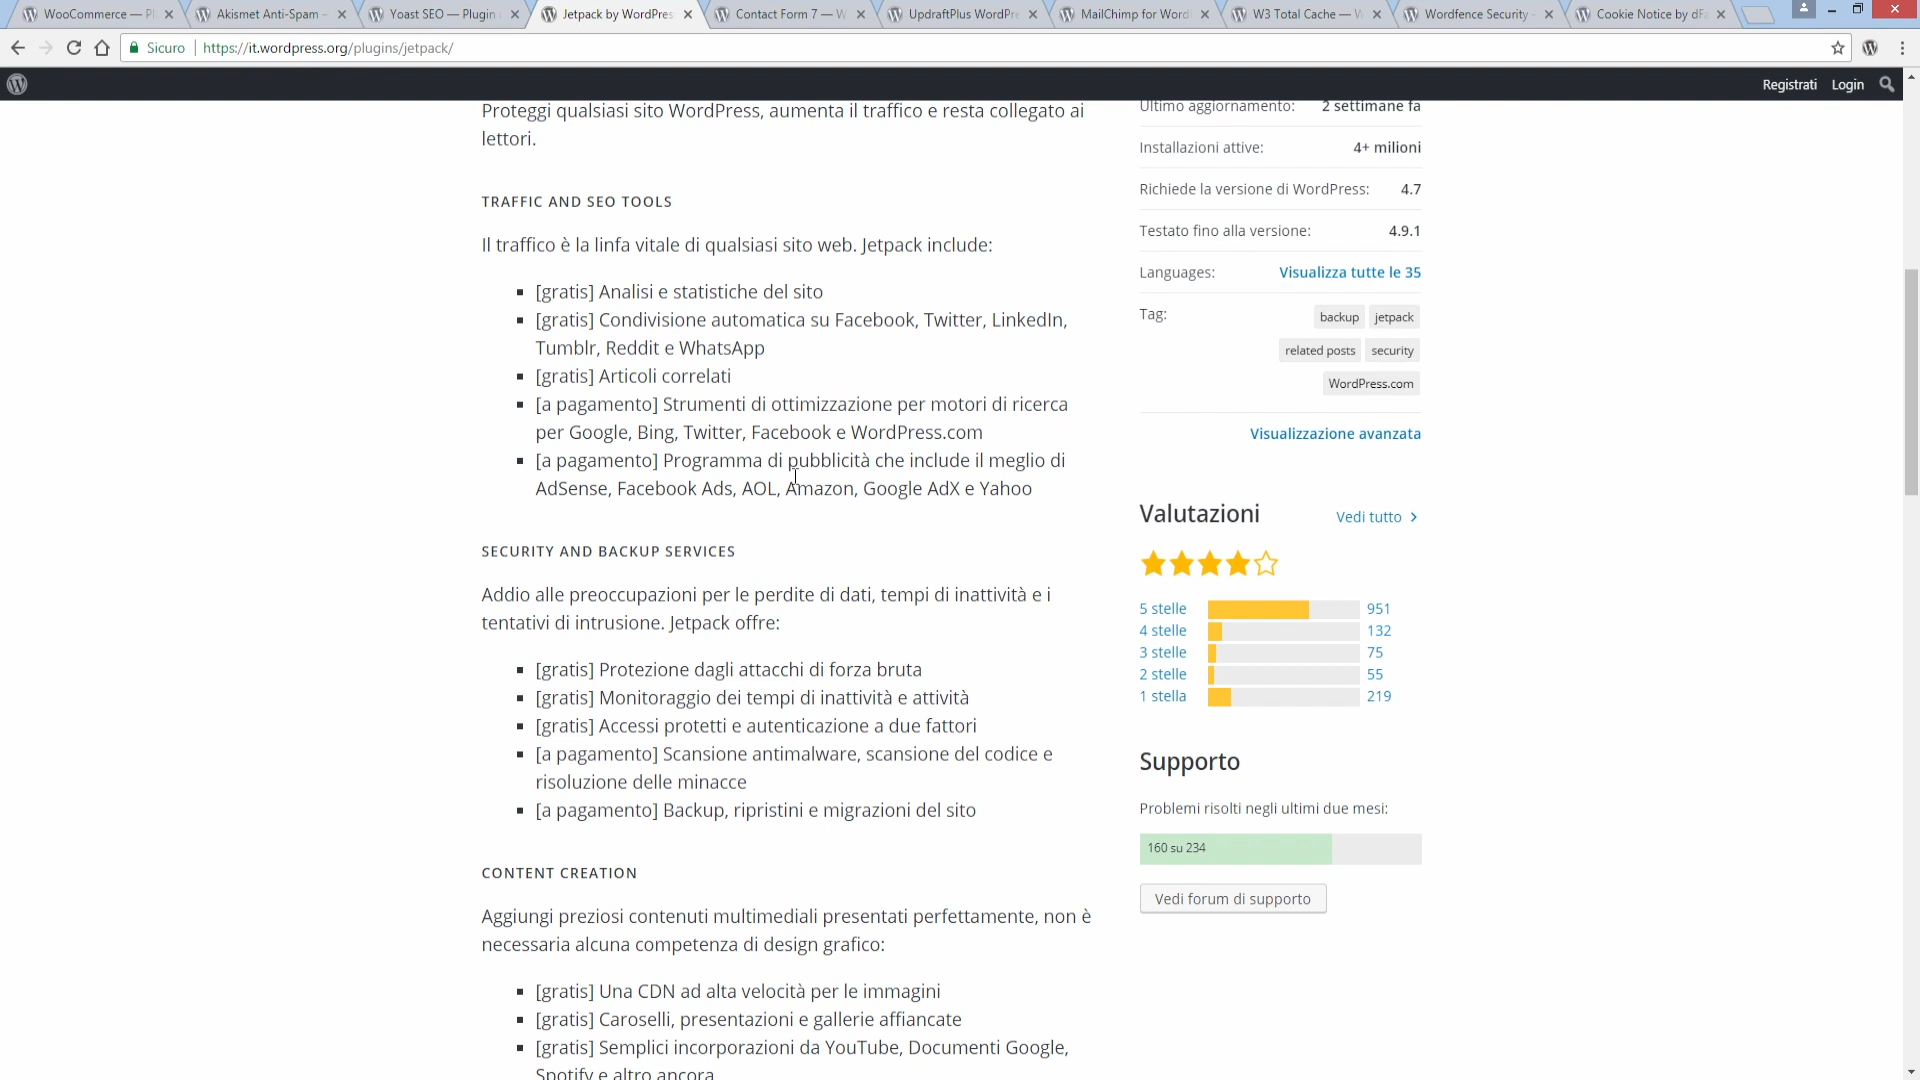 WooCommerce — Pl
Akismet Anti-Spam -
Yoast SEO — Plugin
Jetpack by WordPres
Contact Form 7 — W
UpdraftPlus WordPr
MailChimp for Word
W3 Total Cache — W
Wordfence Security -
Cookie Notice by dF
Sicuro
https://it.wordpress.org/plugins/jetpack/
Registrati Login
Proteggi qualsiasi sito WordPress, aumenta il traffico e resta collegato ai
lettori.
TRAFFIC AND SEO TOOLS
Il traffico è la linfa vitale di qualsiasi sito web. Jetpack include:
[gratis] Analisi e statistiche del sito
[gratis] Condivisione automatica su Facebook, Twitter, LinkedIn,
Tumblr, Reddit e WhatsApp
[gratis] Articoli correlati
[a pagamento] Strumenti di ottimizzazione per motori di ricerca
per Google, Bing, Twitter, Facebook e WordPress.com
[a pagamento] Programma di pubblicità che include il meglio di
AdSense, Facebook Ads, AOL, Amazon, Google AdX e Yahoo
SECURITY AND BACKUP SERVICES
Addio alle preoccupazioni per le perdite di dati, tempi di inattività e i
tentativi di intrusione. Jetpack offre:
[gratis] Protezione dagli attacchi di forza bruta
[gratis] Monitoraggio dei tempi di inattività e attività
[gratis] Accessi protetti e autenticazione a due fattori
[a pagamento] Scansione antimalware, scansione del codice e
risoluzione delle minacce
[a pagamento] Backup, ripristini e migrazioni del sito
CONTENT CREATION
Aggiungi preziosi contenuti multimediali presentati perfettamente, non è
necessaria alcuna competenza di design grafico:
[gratis] Una CDN ad alta velocità per le immagini
[gratis] Caroselli, presentazioni e gallerie affiancate
[gratis] Semplici incorporazioni da YouTube, Documenti Google,
Spotify e altro ancora
Ultimo aggiornamento: 2 settimane fa
Installazioni attive: 4+ milioni
Richiede la versione di WordPress: 4.7
Testato fino alla versione: 4.9.1
Languages: Visualizza tutte le 35
Tag: backup jetpack
related posts security
WordPress.com
Visualizzazione avanzata
Valutazioni Vedi tutto
5 stelle 951
4 stelle 132
3 stelle 75
2 stelle 55
1 stella 219
Supporto
Problemi risolti negli ultimi due mesi:
160 su 234
Vedi forum di supporto